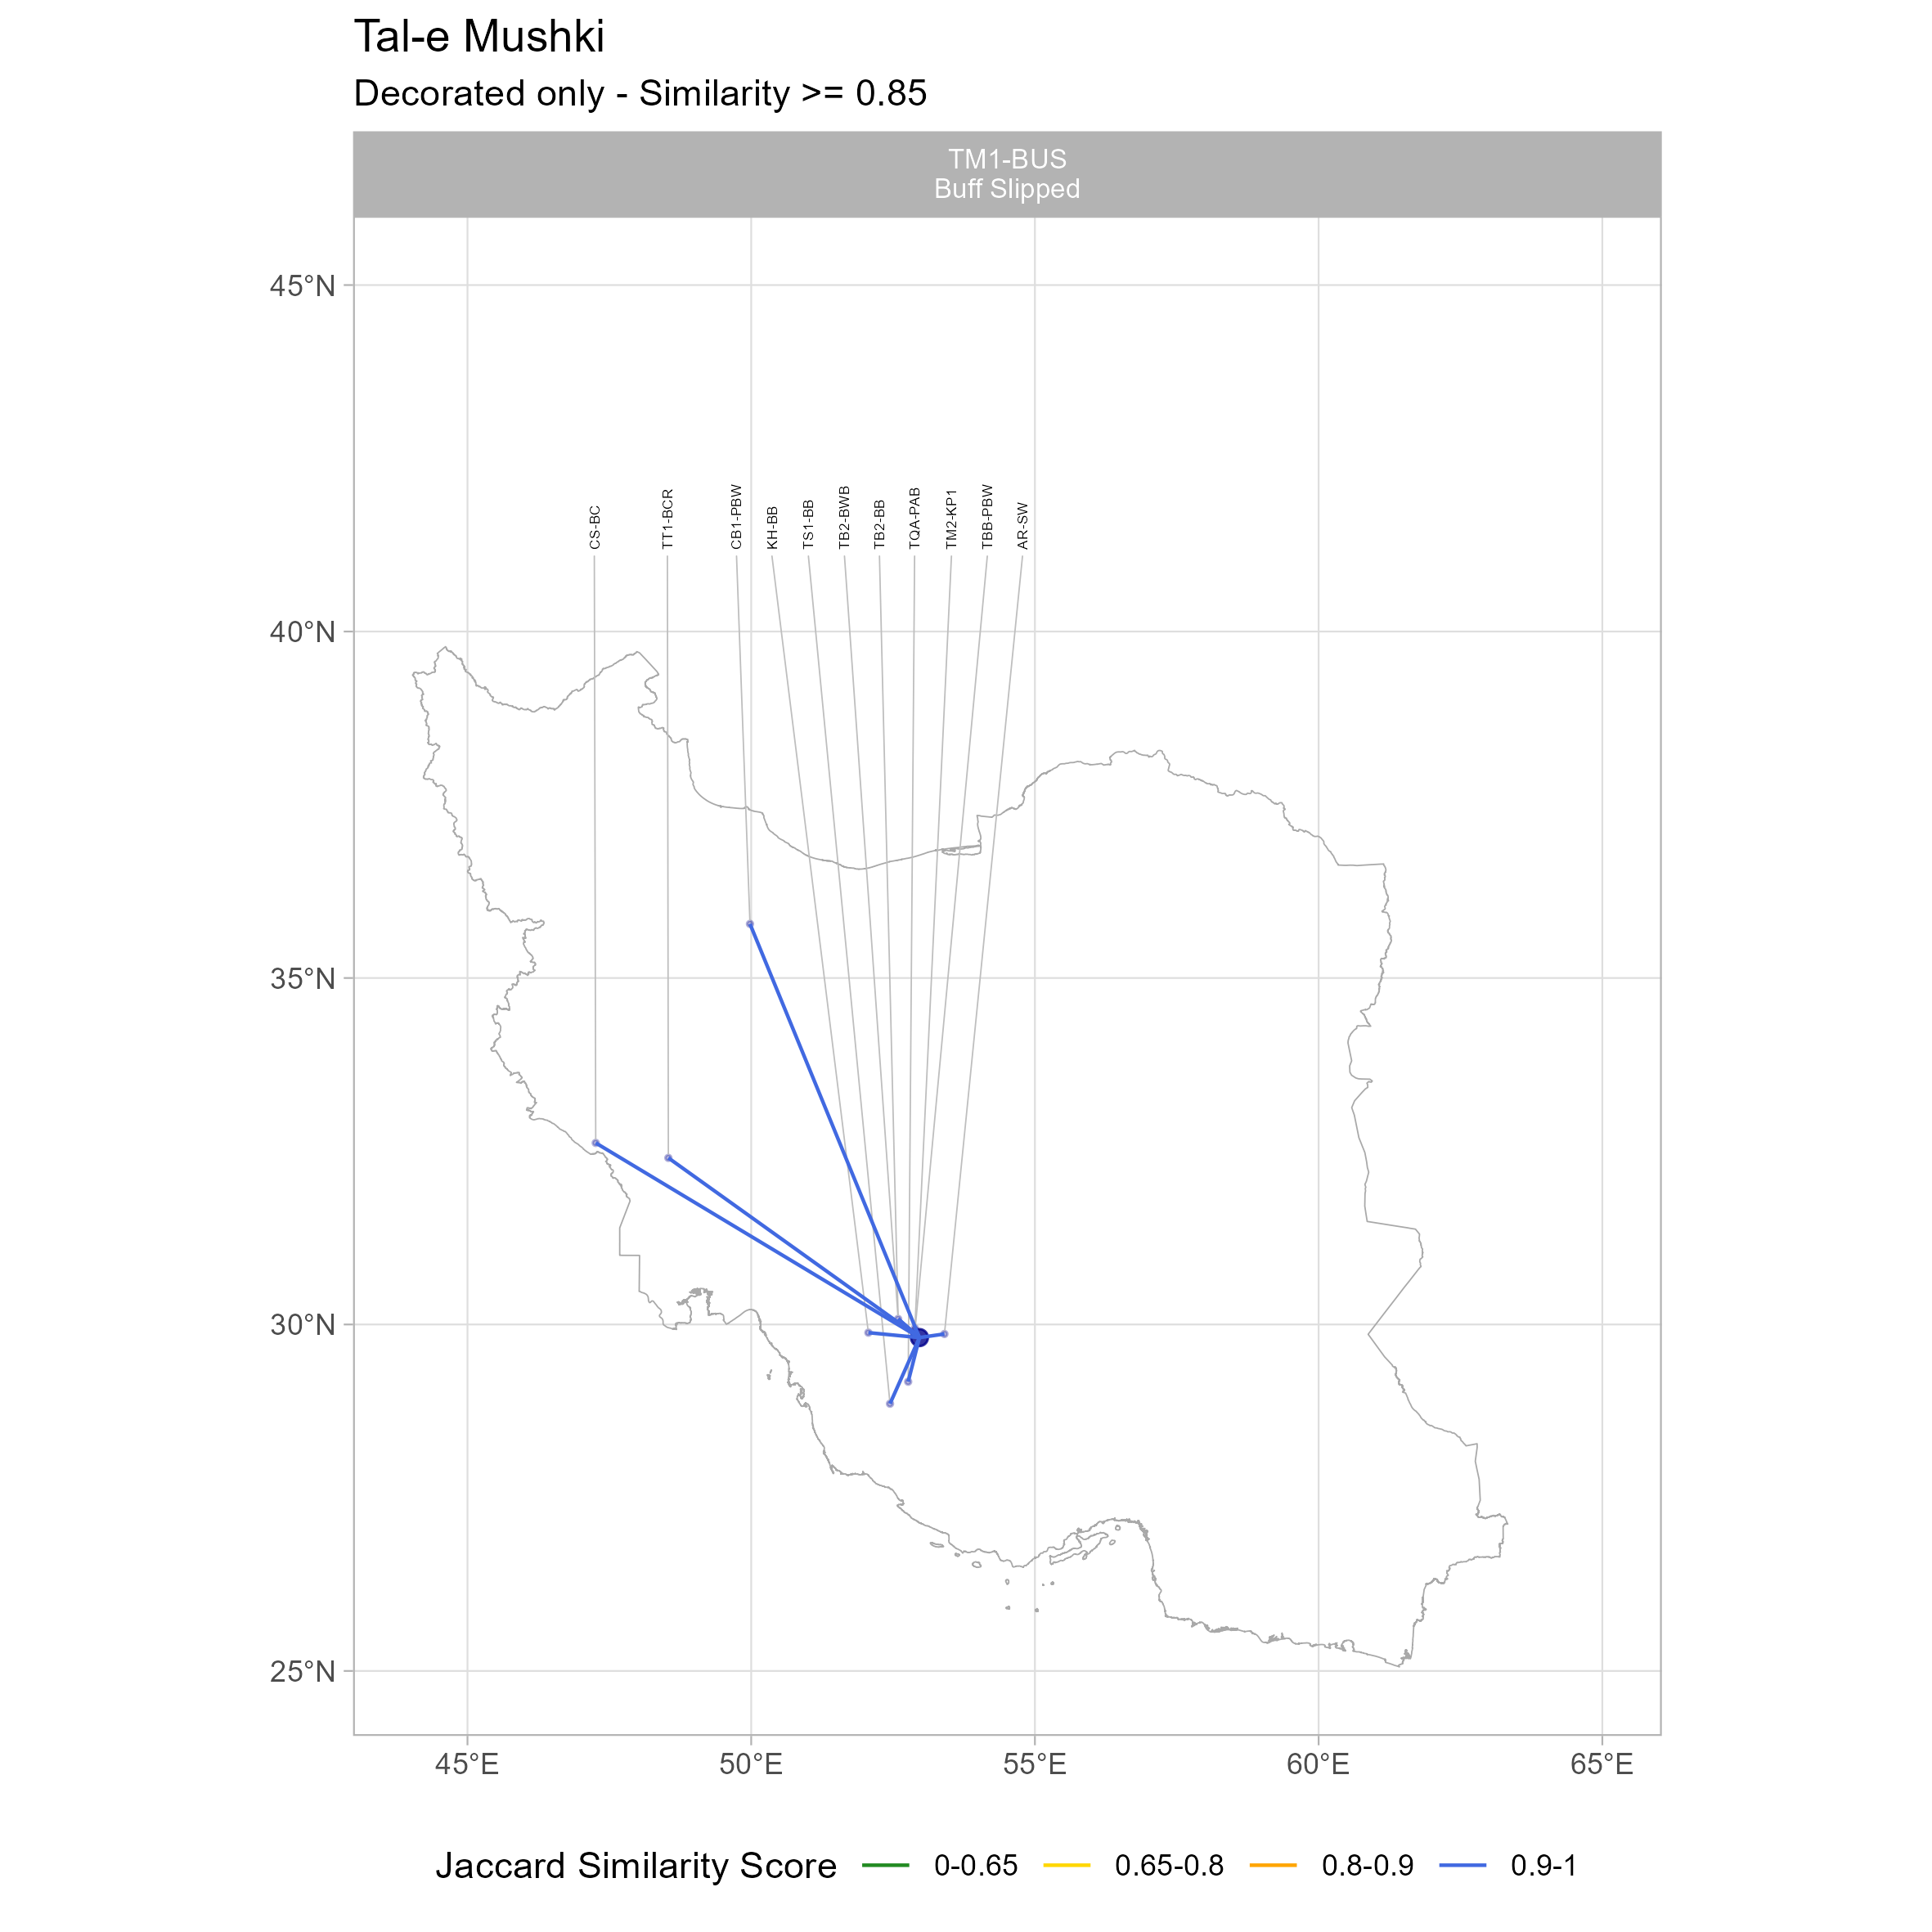 Tal-e Mushki
Decorated only - Similarity >= 0.85
TM1-BUS
Buff Slipped
45°N
40°N
35°N
30°N
25°N
CS-BC
TT1-BCR
CB1-PBW
KH-BB
TS1-BB
TB2-BWB
TB2-BB
TQA-PAB
TM2-KP1
TBB-PBW
AR-SW
45°E 50°E 55°E 60°E 65°E
Jaccard Similarity Score 0-0.65 0.65-0.8 0.8-0.9 0.9-1